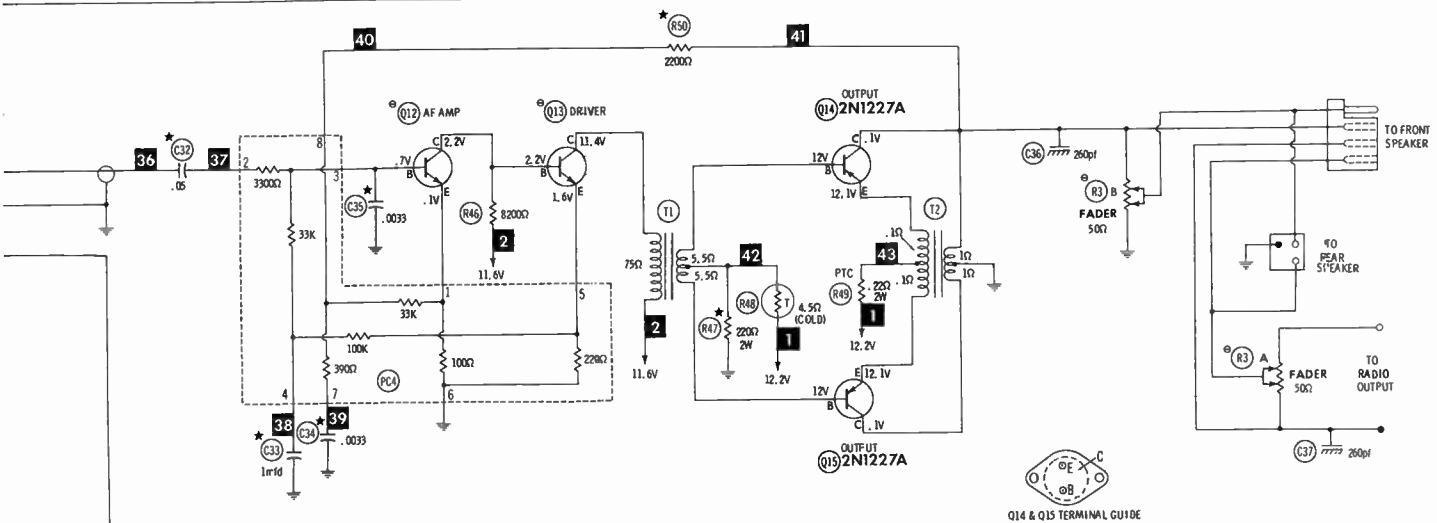 40
★ R50
2200Ω
41
⊖ Q12 AF AMP
⊖ Q13 DRIVER
OUTPUT
Q14 2N1227A
C 2.2V
C 11.4V
C .1V
36
★ C32
.05
37
2
3300Ω
8
3
.7V
B
E
.1V
2.2V
B
E
1.6V
12V
B
E
12.1V
C36 260pf
TO FRONT
SPEAKER
⊖ R3 B
FADER
50Ω
★ C35
.0033
R46 8200Ω
2
11.6V
33K
T1
75Ω
5.5Ω
5.5Ω
42
43
T2
.1Ω
.1Ω
1Ω
1Ω
PTC
R49 .22Ω
2W
1
12.2V
★ R47 220Ω
2W
R48 T 4.5Ω
(COLD)
1
12.2V
2
11.6V
TO
REAR
SPEAKER
1
5
33K
100K
100Ω
220Ω
390Ω
PC4
4
7
6
38
39
★ C33
1mfd
★ C34
.0033
E 12.1V
12V
B
C .1V
OUTPUT
Q15 2N1227A
⊖ R3 A
FADER
50Ω
TO
RADIO
OUTPUT
C37 260pf
E
C
B
Q14 & Q15 TERMINAL GUIDE